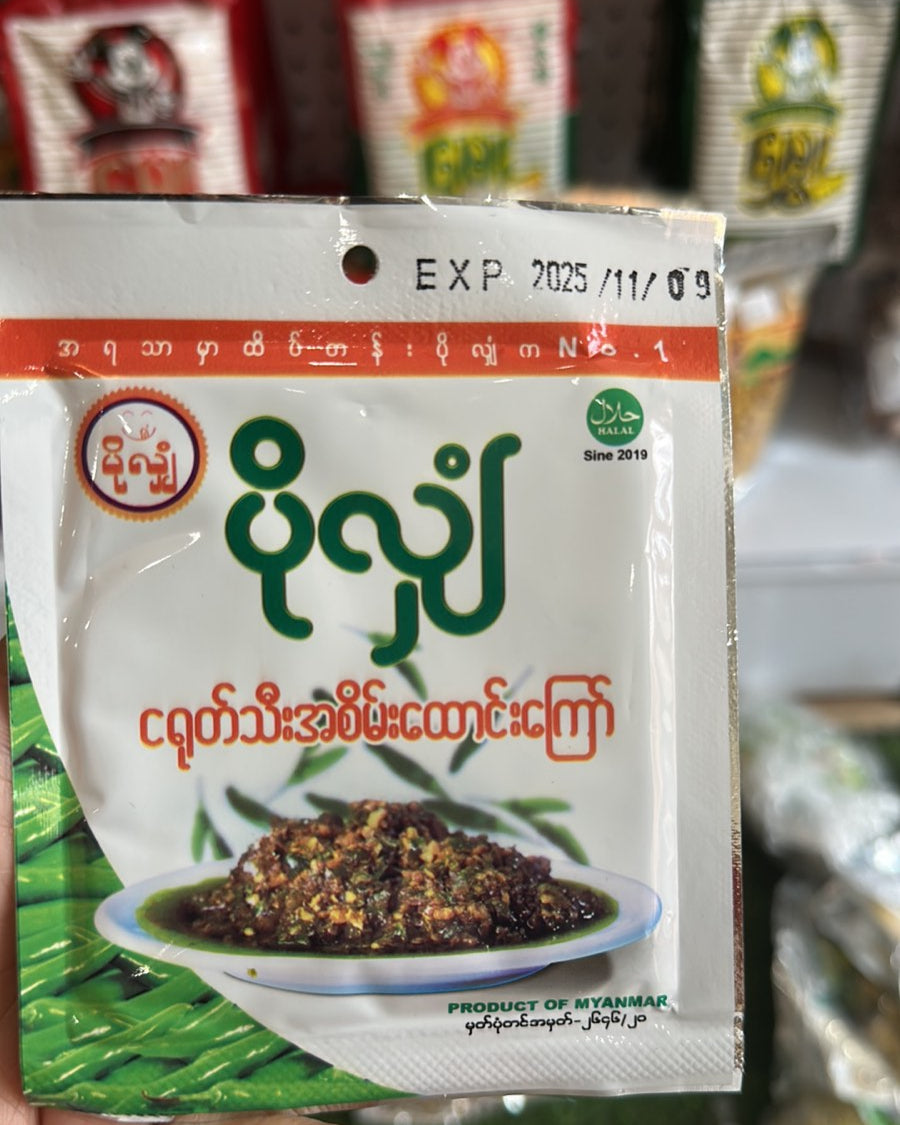 EXP 2025/11/09
အရသာမှာထိပ်တန်းပိုလျှံက No.1
ပိုလျှံ
ပိုလျှံ
حلال
HALAL
Sine 2019
ငရုတ်သီးအစိမ်းထောင်းကြော်
PRODUCT OF MYANMAR
မှတ်ပုံတင်အမှတ်-၂၆၄၆/၂၀